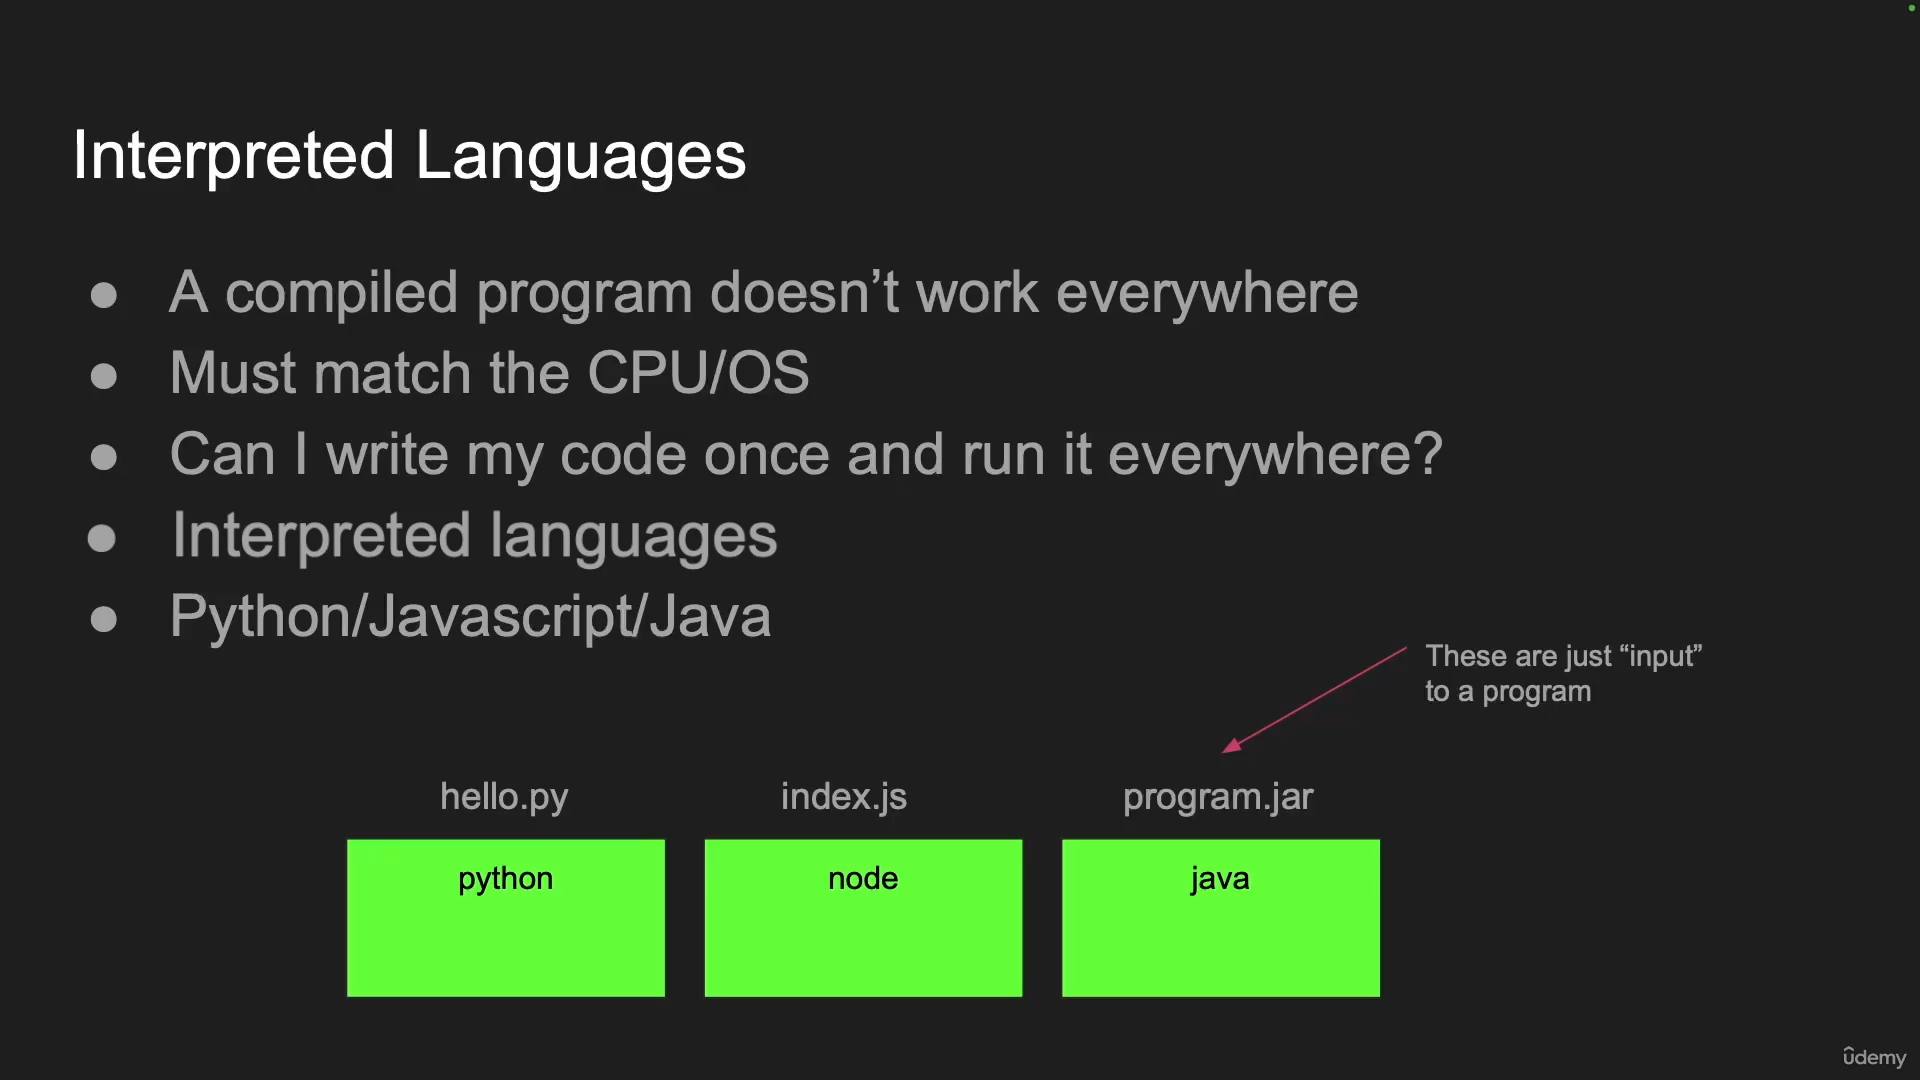 Interpreted Languages
● A compiled program doesn’t work everywhere
● Must match the CPU/OS
● Can I write my code once and run it everywhere?
● Interpreted languages
● Python/Javascript/Java
These are just “input”
to a program
hello.py
index.js
program.jar
python
node
java
ûdemy